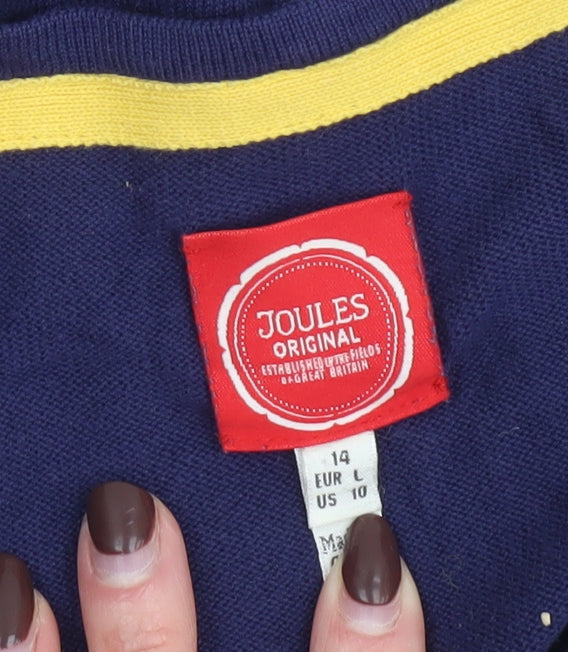 JOULES
ORIGINAL
ESTABLISHED IN THE FIELDS
OF GREAT BRITAIN
14
EUR L
US 10